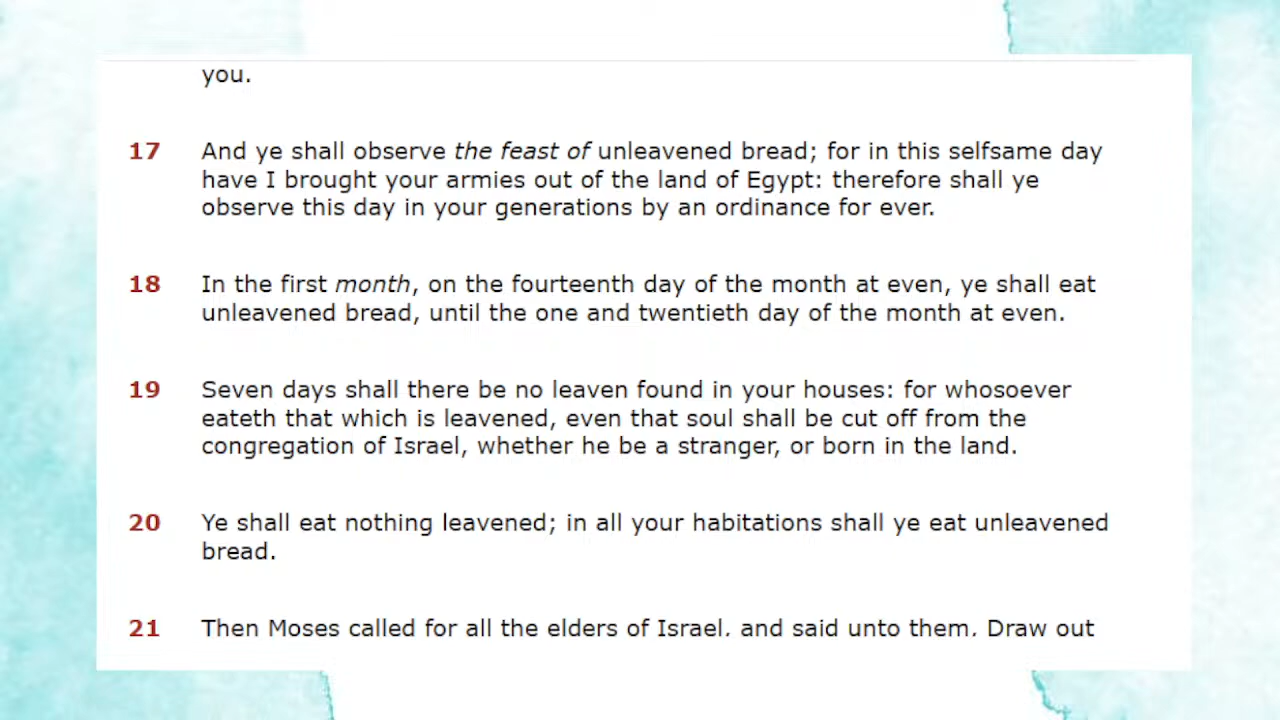 you.
17 And ye shall observe the feast of unleavened bread; for in this selfsame day
have I brought your armies out of the land of Egypt: therefore shall ye
observe this day in your generations by an ordinance for ever.
18 In the first month, on the fourteenth day of the month at even, ye shall eat
unleavened bread, until the one and twentieth day of the month at even.
19 Seven days shall there be no leaven found in your houses: for whosoever
eateth that which is leavened, even that soul shall be cut off from the
congregation of Israel, whether he be a stranger, or born in the land.
20 Ye shall eat nothing leavened; in all your habitations shall ye eat unleavened
bread.
21 Then Moses called for all the elders of Israel, and said unto them, Draw out